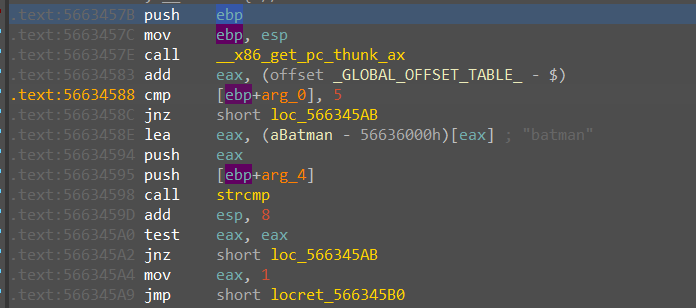 .text:5663457B push ebp
.text:5663457C mov ebp, esp
.text:5663457E call __x86_get_pc_thunk_ax
.text:56634583 add eax, (offset _GLOBAL_OFFSET_TABLE_ - $)
.text:56634588 cmp [ebp+arg_0], 5
.text:5663458C jnz short loc_566345AB
.text:5663458E lea eax, (aBatman - 56636000h)[eax] ; "batman"
.text:56634594 push eax
.text:56634595 push [ebp+arg_4]
.text:56634598 call strcmp
.text:5663459D add esp, 8
.text:566345A0 test eax, eax
.text:566345A2 jnz short loc_566345AB
.text:566345A4 mov eax, 1
.text:566345A9 jmp short locret_566345B0